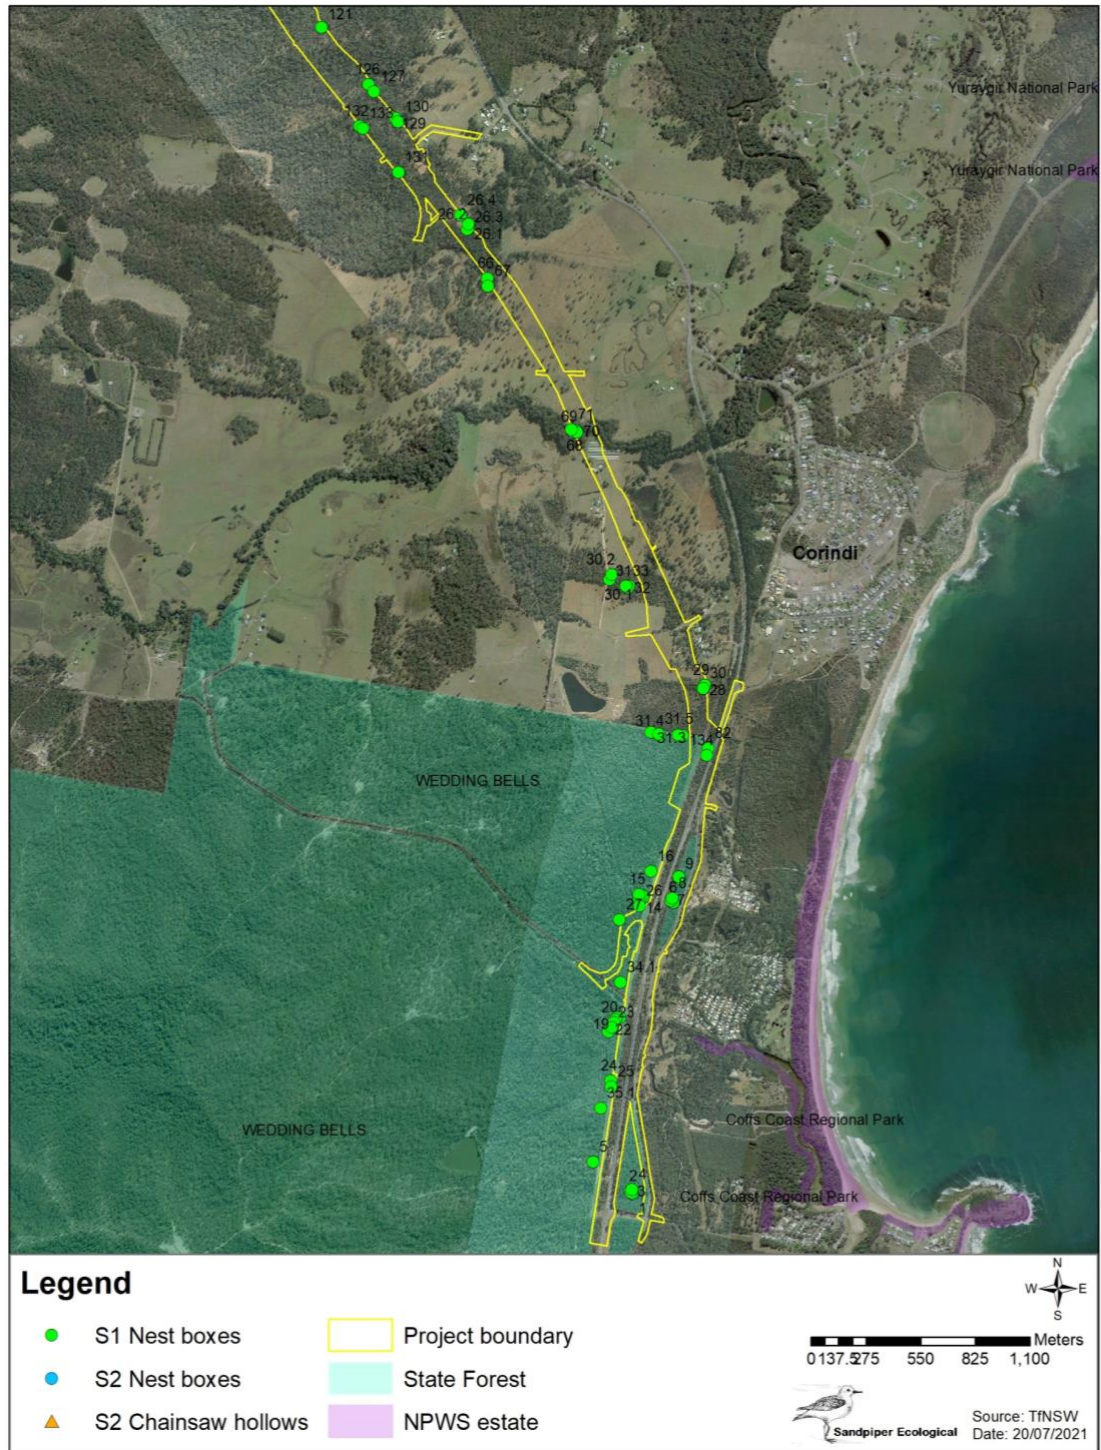 121
126
127
130
132
133
129
131
26.4
26.2
26.3
26.1
66
67
69
71
70
68
Yuraygir National Park
Yuraygir National Park
Corindi
30.2
31
33
32
30.1
29
30
28
31.4
31.5
31.3
134
82
WEDDING BELLS
16
9
15
26
6
8
7
27
14
34.1
20
23
19
22
24
25
35.1
5
24
3
1
WEDDING BELLS
Coffs Coast Regional Park
Coffs Coast Regional Park
Legend
S1 Nest boxes
S2 Nest boxes
S2 Chainsaw hollows
Project boundary
State Forest
NPWS estate
N
W E
S
Meters
0 137.5 275 550 825 1,100
Sandpiper Ecological
Source: TfNSW
Date: 20/07/2021